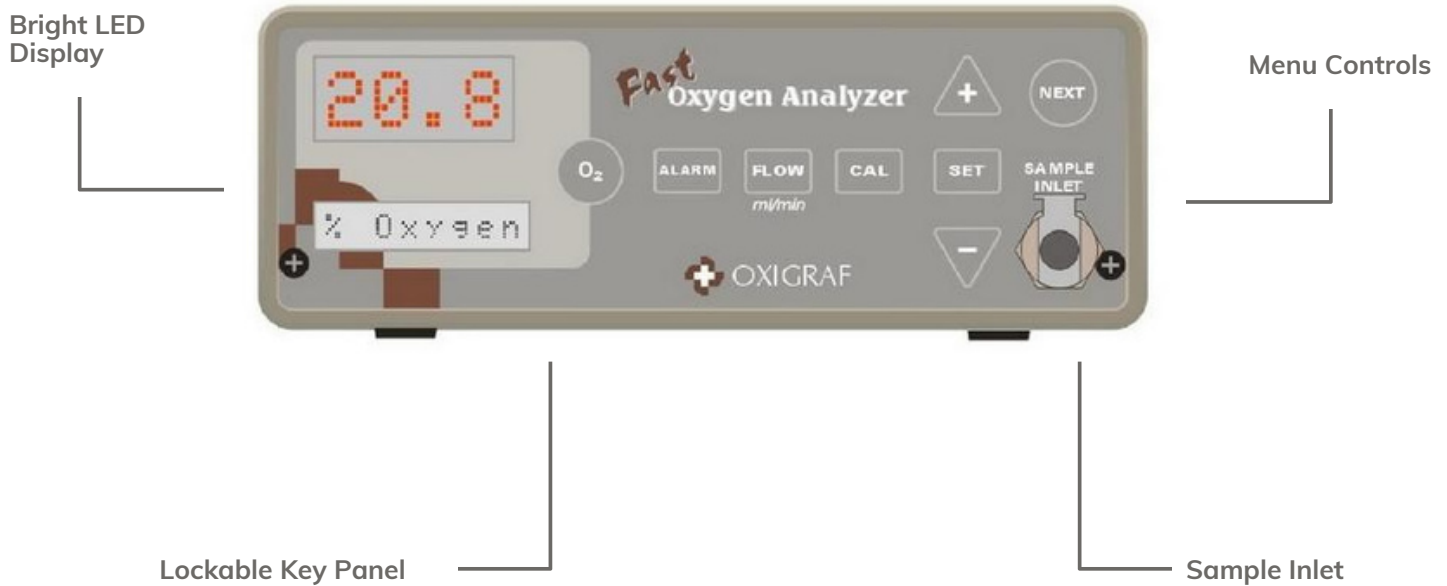 Bright LED
Display
Menu Controls
20.8
Fast
Oxygen Analyzer
+
NEXT
O₂
ALARM
FLOW
CAL
SET
SAMPLE
INLET
ml/min
% Oxygen
−
OXIGRAF
Lockable Key Panel
Sample Inlet